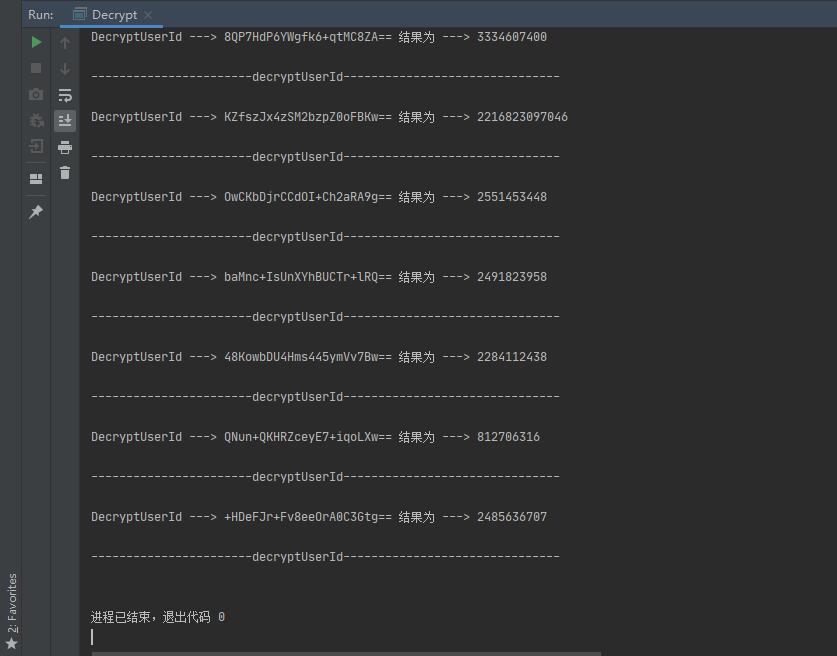 Run: Decrypt
DecryptUserId ---> 8QP7HdP6YWgfk6+qtMC8ZA== 结果为 ---> 3334607400
-----------------------decryptUserId-------------------------------
DecryptUserId ---> KZfszJx4zSM2bzpZ0oFBKw== 结果为 ---> 2216823097046
-----------------------decryptUserId-------------------------------
DecryptUserId ---> OwCKbDjrCCdOI+Ch2aRA9g== 结果为 ---> 2551453448
-----------------------decryptUserId-------------------------------
DecryptUserId ---> baMnc+IsUnXYhBUCTr+lRQ== 结果为 ---> 2491823958
-----------------------decryptUserId-------------------------------
DecryptUserId ---> 48KowbDU4Hms445ymVv7Bw== 结果为 ---> 2284112438
-----------------------decryptUserId-------------------------------
DecryptUserId ---> QNun+QKHRZceyE7+iqoLXw== 结果为 ---> 812706316
-----------------------decryptUserId-------------------------------
DecryptUserId ---> +HDeFJr+Fv8eeOrA0C3Gtg== 结果为 ---> 2485636707
-----------------------decryptUserId-------------------------------
进程已结束，退出代码 0
2: Favorites